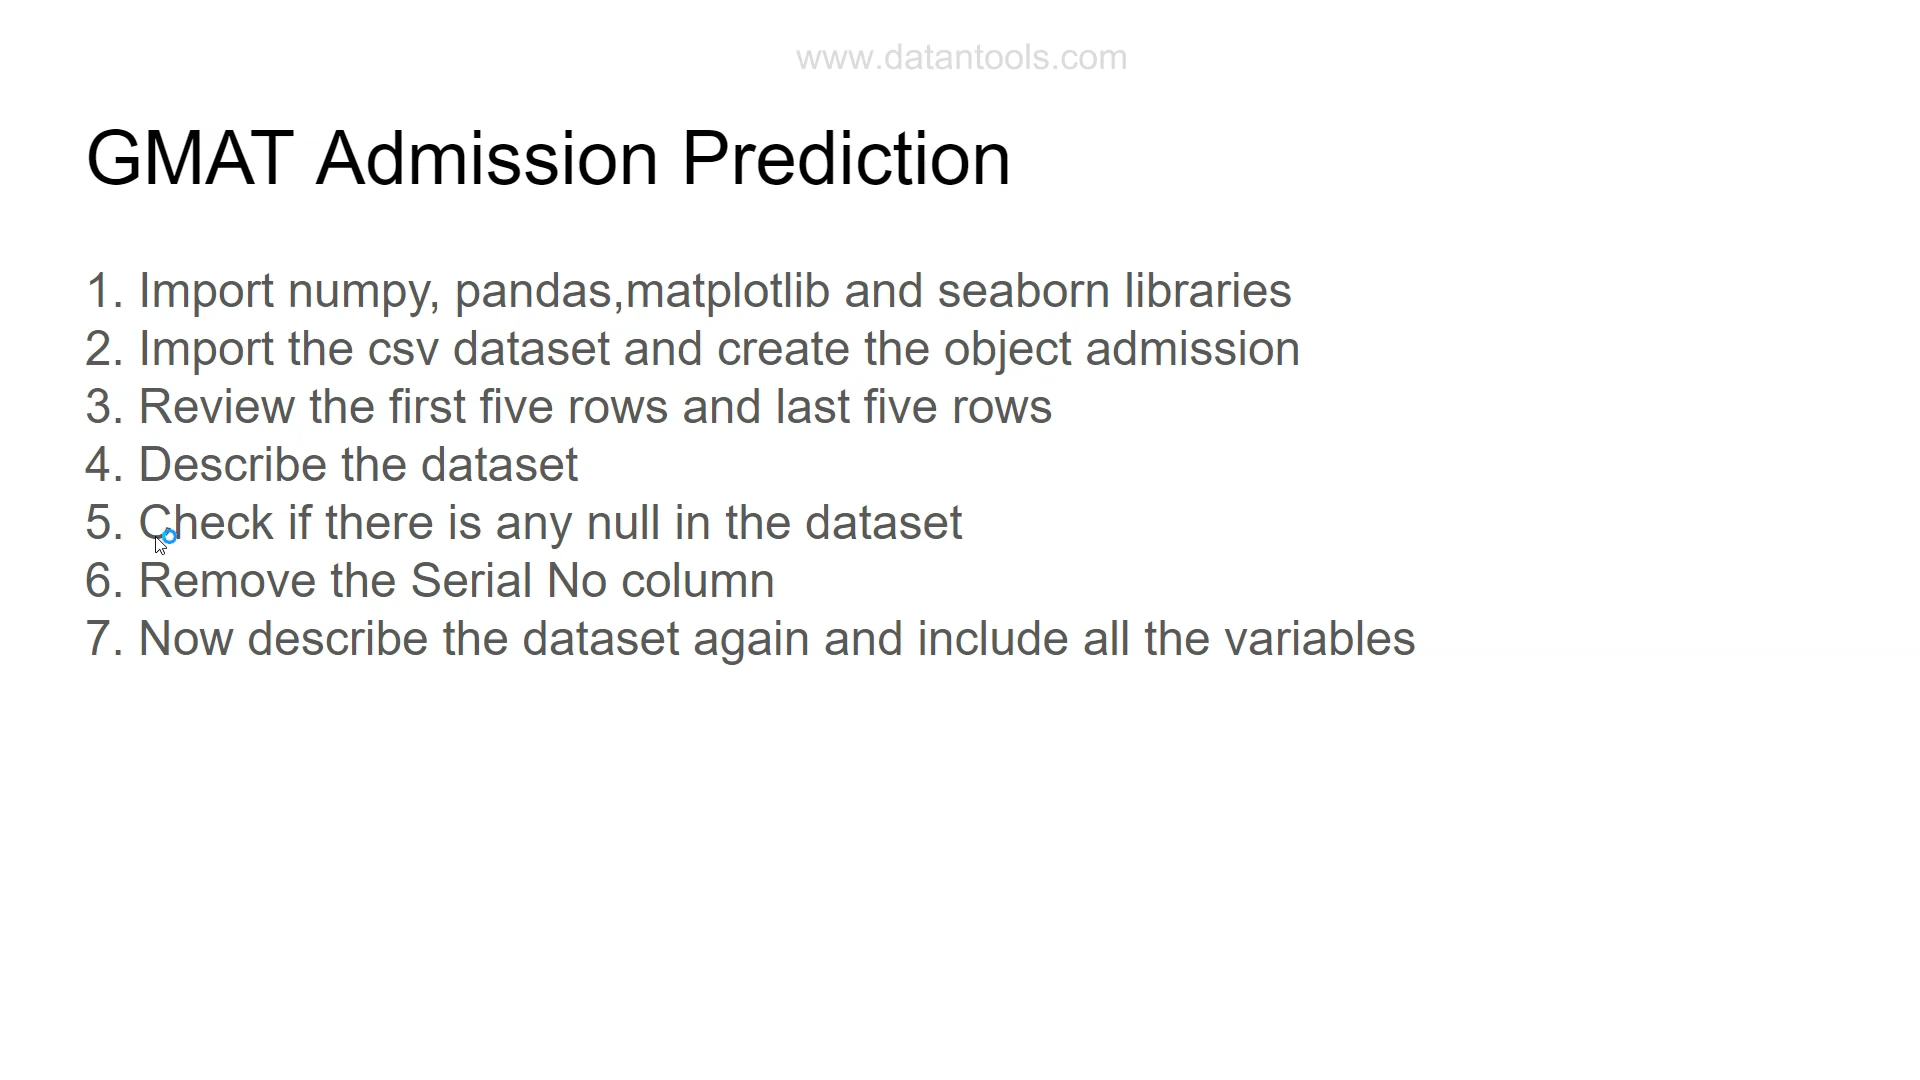 www.datantools.com
GMAT Admission Prediction
1. Import numpy, pandas,matplotlib and seaborn libraries
2. Import the csv dataset and create the object admission
3. Review the first five rows and last five rows
4. Describe the dataset
5. Check if there is any null in the dataset
6. Remove the Serial No column
7. Now describe the dataset again and include all the variables